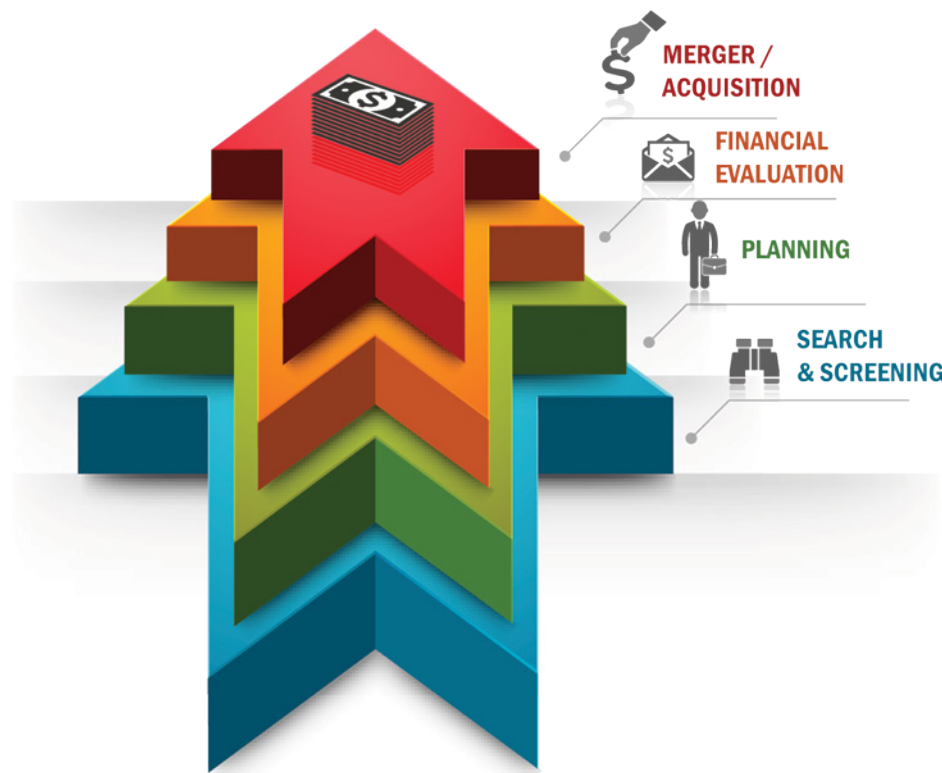 MERGER /
ACQUISITION
FINANCIAL
EVALUATION
PLANNING
SEARCH
& SCREENING